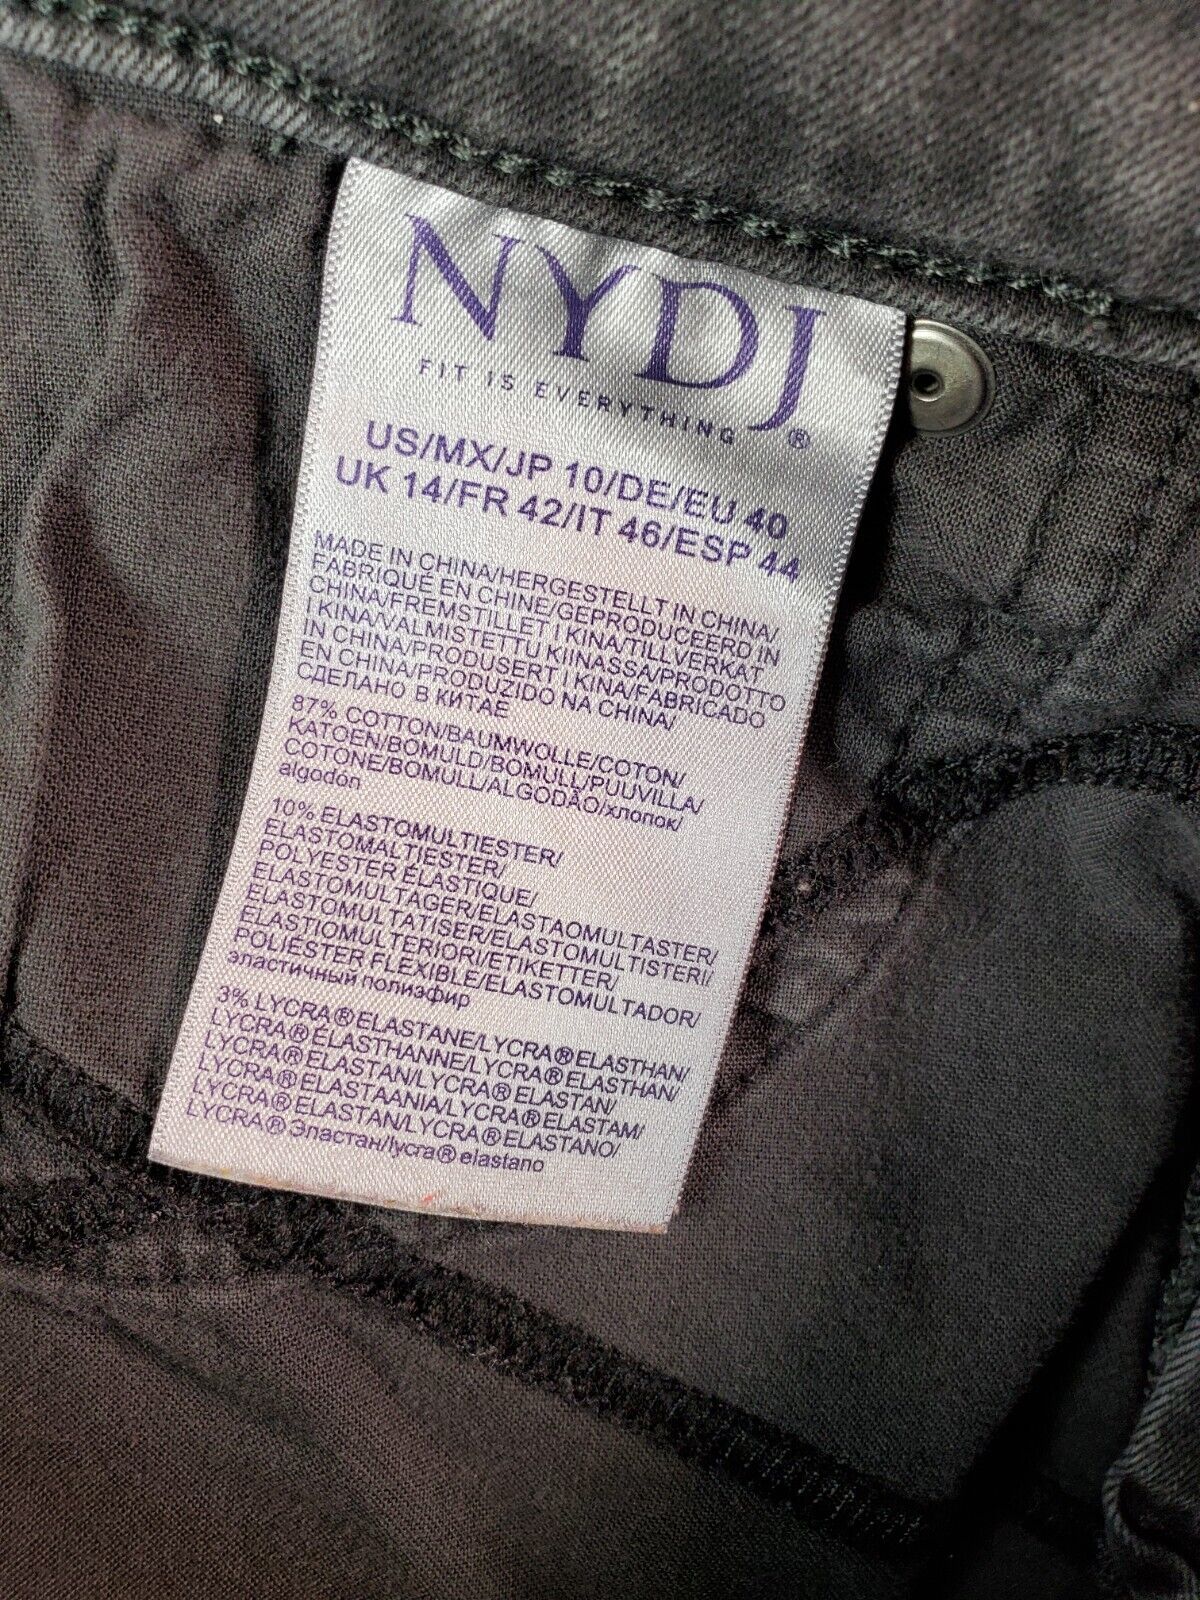 NYDJ®
FIT IS EVERYTHING
US/MX/JP 10/DE/EU 40
UK 14/FR 42/IT 46/ESP 44
MADE IN CHINA/HERGESTELLT IN CHINA/
FABRIQUÉ EN CHINE/GEPRODUCEERD IN
CHINA/FREMSTILLET I KINA/TILLVERKAT
I KINA/VALMISTETTU KIINASSA/PRODOTTO
IN CHINA/PRODUSERT I KINA/FABRICADO
EN CHINA/PRODUZIDO NA CHINA/
СДЕЛАНО В КИТАЕ
87% COTTON/BAUMWOLLE/COTON/
KATOEN/BOMULD/BOMULL/PUUVILLA/
COTONE/BOMULL/ALGODÃO/хлопок/
algodón
10% ELASTOMULTIESTER/
ELASTOMALTIESTER/
POLYESTER ÉLASTIQUE/
ELASTOMULTAGER/ELASTAOMULTASTER/
ELASTOMULTATISER/ELASTOMULTISTERI/
ELASTIOMULTERIORI/ETIKETTER/
POLIÉSTER FLEXIBLE/ELASTOMULTADOR/
эластичный полиэфир
3% LYCRA®ELASTANE/LYCRA®ELASTHAN/
LYCRA®ÉLASTHANNE/LYCRA®ELASTHAN/
LYCRA®ELASTAN/LYCRA®ELASTAN/
LYCRA®ELASTAANIA/LYCRA®ELASTAM/
LYCRA®ELASTAN/LYCRA®ELASTANO/
LYCRA®Эластан/lycra®elastano